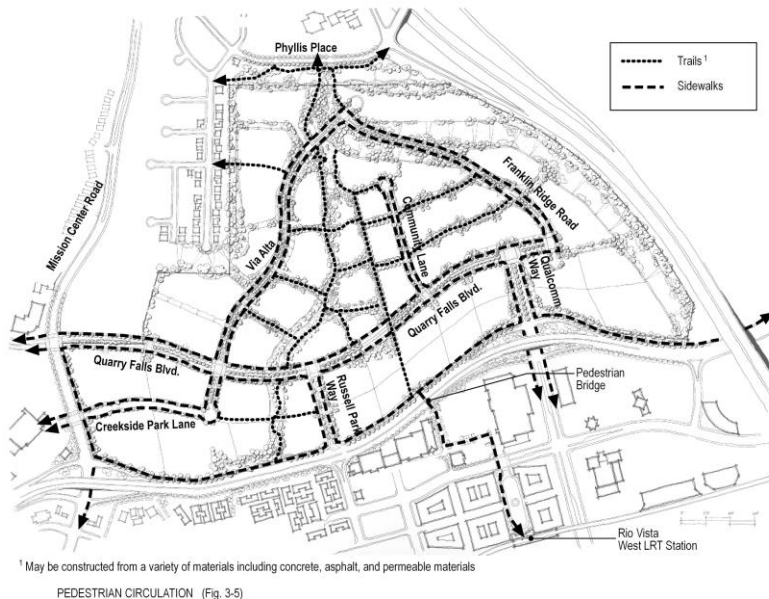 Phyllis Place
Trails 1
Sidewalks
Mission Center Road
Via Alta
Community Lane
Franklin Ridge Road
Qualcomm
Way
Quarry Falls Blvd.
Quarry Falls Blvd.
Russell Park
Way
Creekside Park Lane
Pedestrian
Bridge
Rio Vista
West LRT Station
1 May be constructed from a variety of materials including concrete, asphalt, and permeable materials
PEDESTRIAN CIRCULATION (Fig. 3-5)